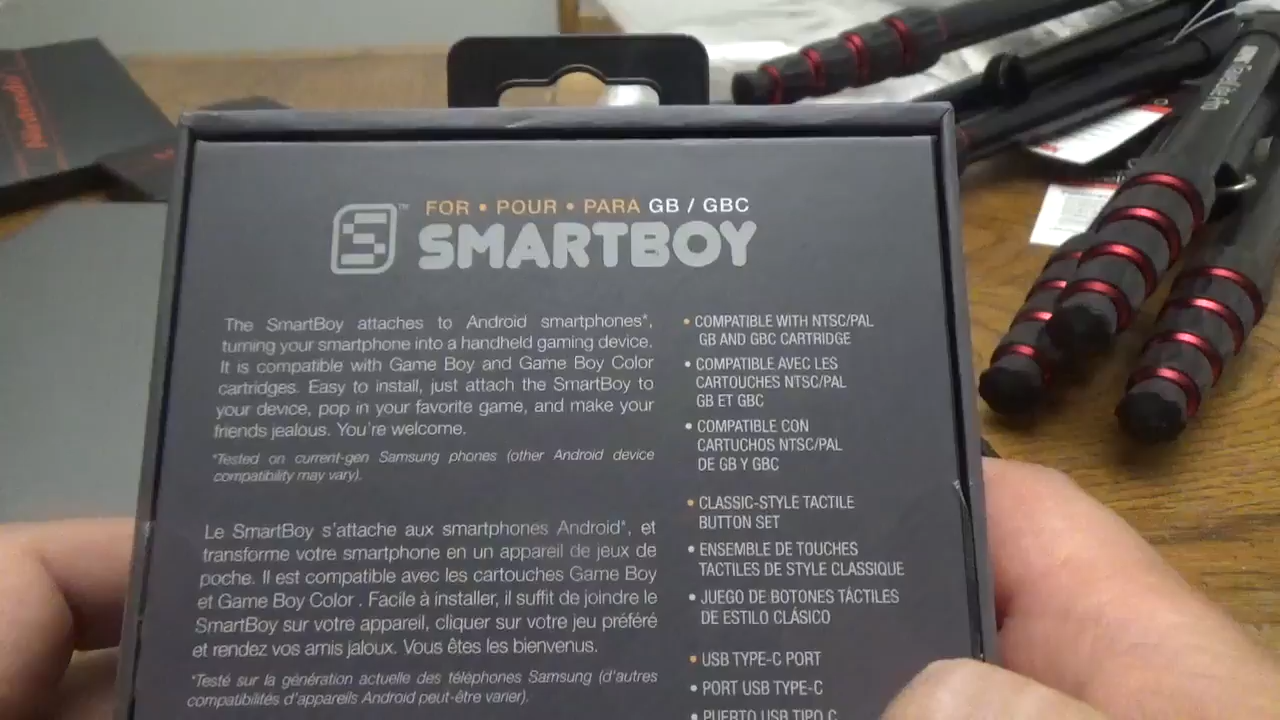 FOR • POUR • PARA GB / GBC
S™ SMARTBOY
The SmartBoy attaches to Android smartphones*,
turning your smartphone into a handheld gaming device.
It is compatible with Game Boy and Game Boy Color
cartridges. Easy to install, just attach the SmartBoy to
your device, pop in your favorite game, and make your
friends jealous. You're welcome.
*Tested on current-gen Samsung phones (other Android device
compatibility may vary).
Le SmartBoy s'attache aux smartphones Android*, et
transforme votre smartphone en un appareil de jeux de
poche. Il est compatible avec les cartouches Game Boy
et Game Boy Color . Facile à installer, il suffit de joindre le
SmartBoy sur votre appareil, cliquer sur votre jeu préféré
et rendez vos amis jaloux. Vous êtes les bienvenus.
*Testé sur la génération actuelle des téléphones Samsung (d'autres
compatibilités d'appareils Android peut-être varier).
• COMPATIBLE WITH NTSC/PAL
GB AND GBC CARTRIDGE
• COMPATIBLE AVEC LES
CARTOUCHES NTSC/PAL
GB ET GBC
• COMPATIBLE CON
CARTUCHOS NTSC/PAL
DE GB Y GBC
• CLASSIC-STYLE TACTILE
BUTTON SET
• ENSEMBLE DE TOUCHES
TACTILES DE STYLE CLASSIQUE
• JUEGO DE BOTONES TÁCTILES
DE ESTILO CLÁSICO
• USB TYPE-C PORT
• PORT USB TYPE-C
• PUERTO USB TIPO C
Nintendo